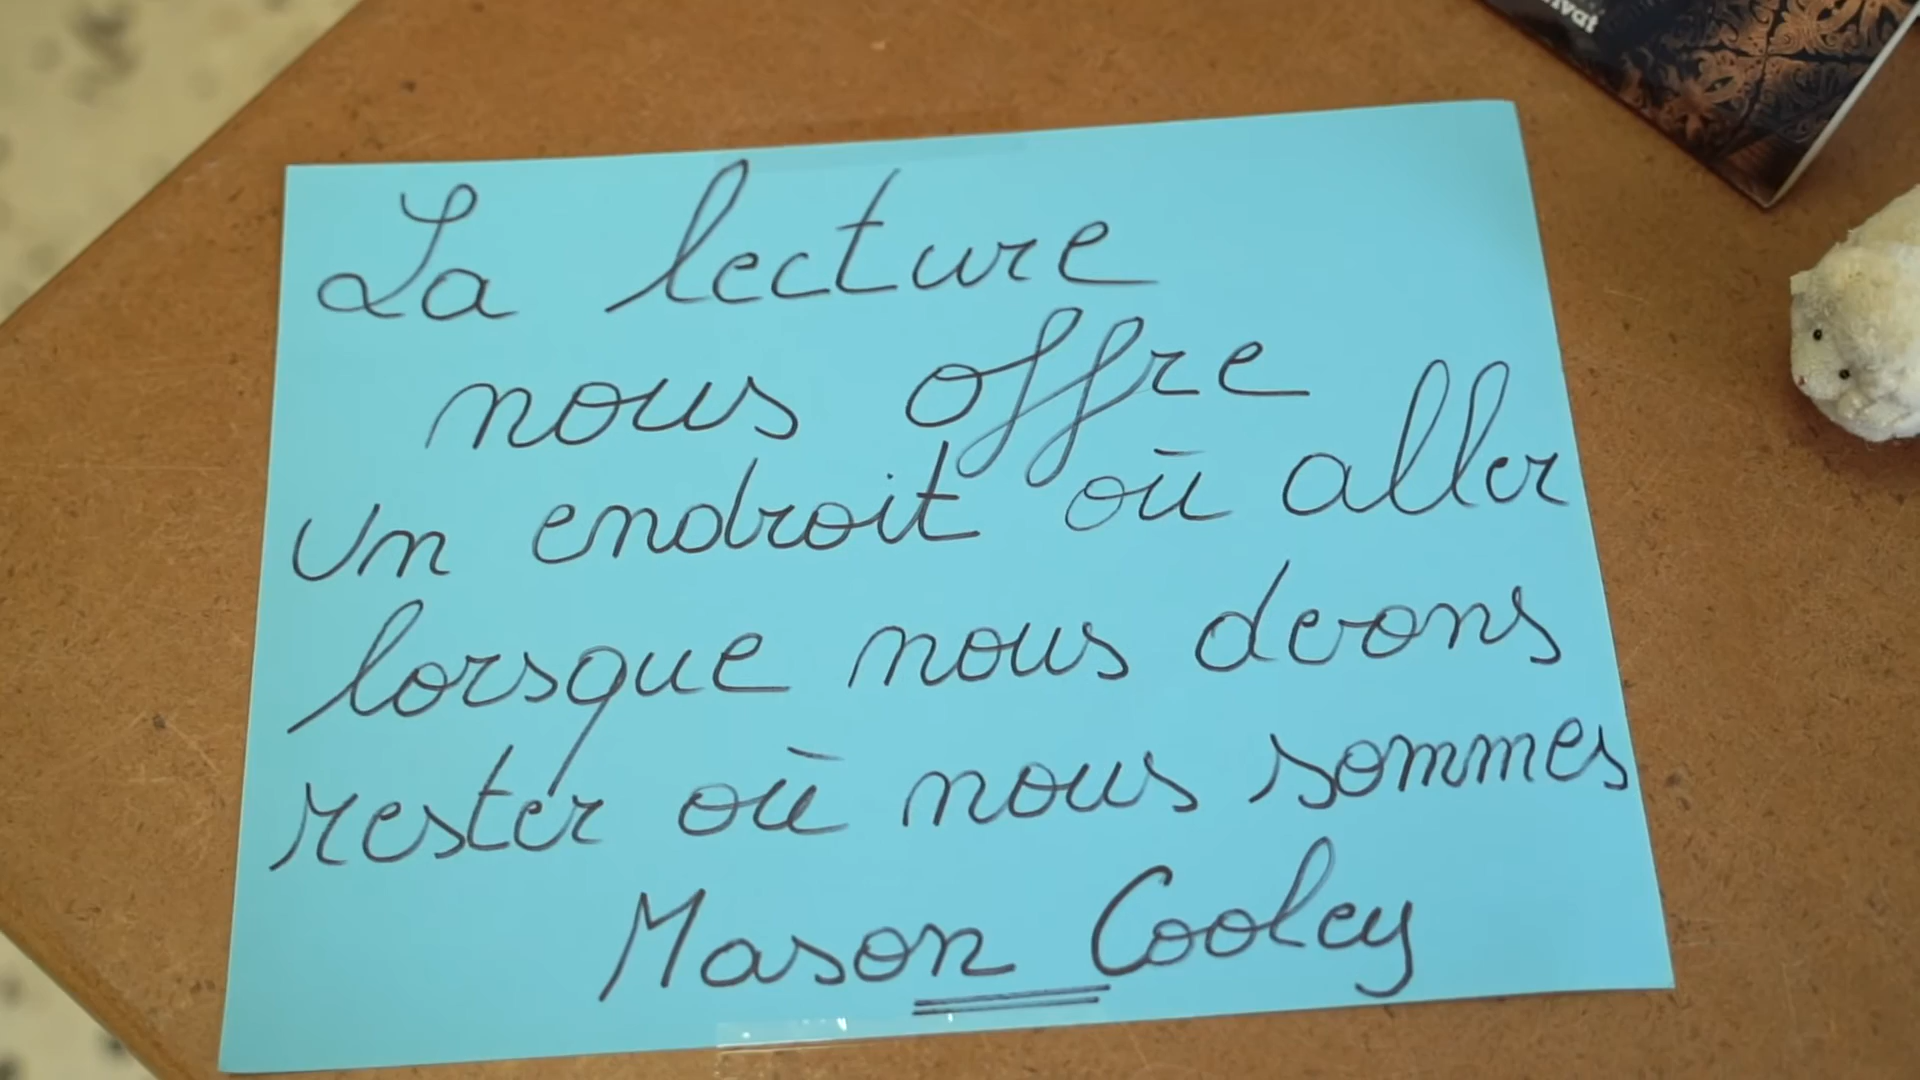 La lecture
nous offre
un endroit où aller
lorsque nous devons
rester où nous sommes
Mason Cooley